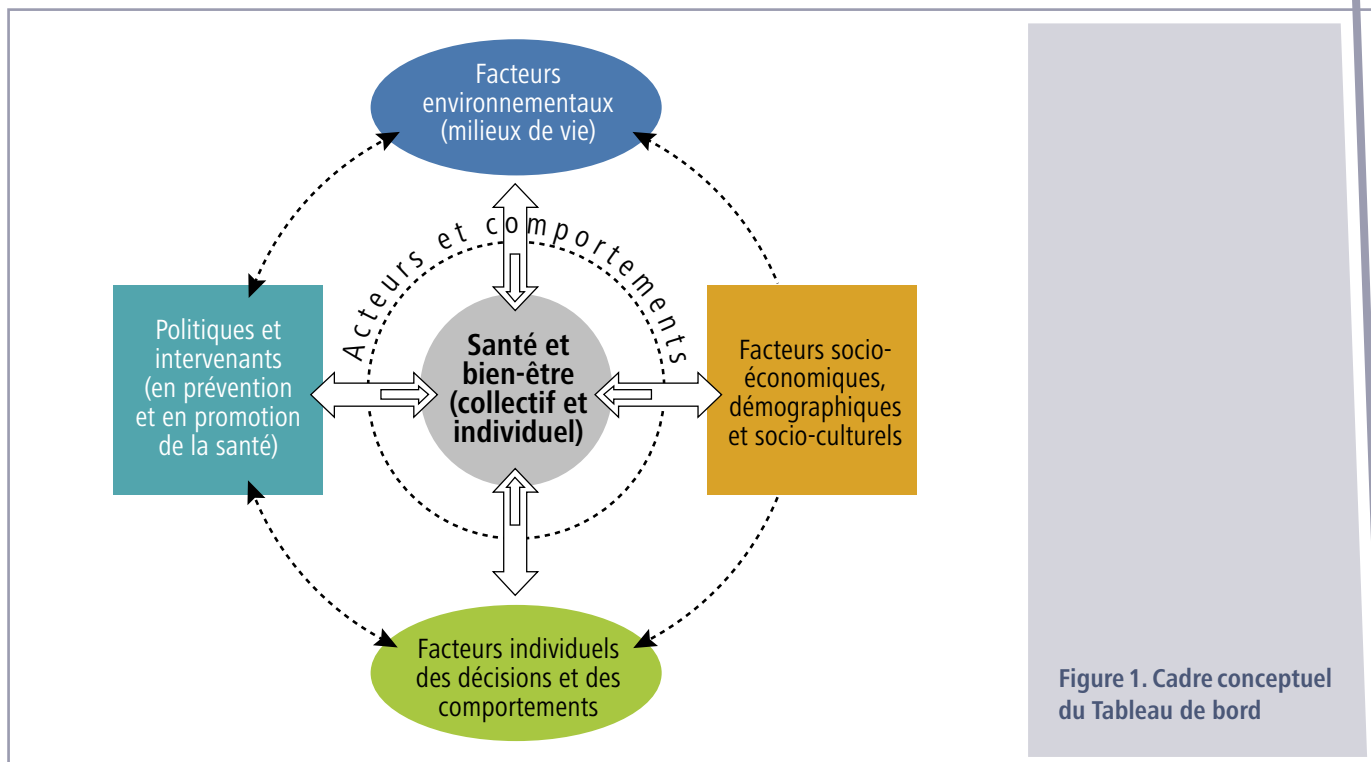 Facteurs
environnementaux
(milieux de vie)
Acteurs et comportements
Politiques et
intervenants
(en prévention
et en promotion
de la santé)
Santé et
bien-être
(collectif et
individuel)
Facteurs socio-
économiques,
démographiques
et socio-culturels
Facteurs individuels
des décisions et des
comportements
Figure 1. Cadre conceptuel
du Tableau de bord